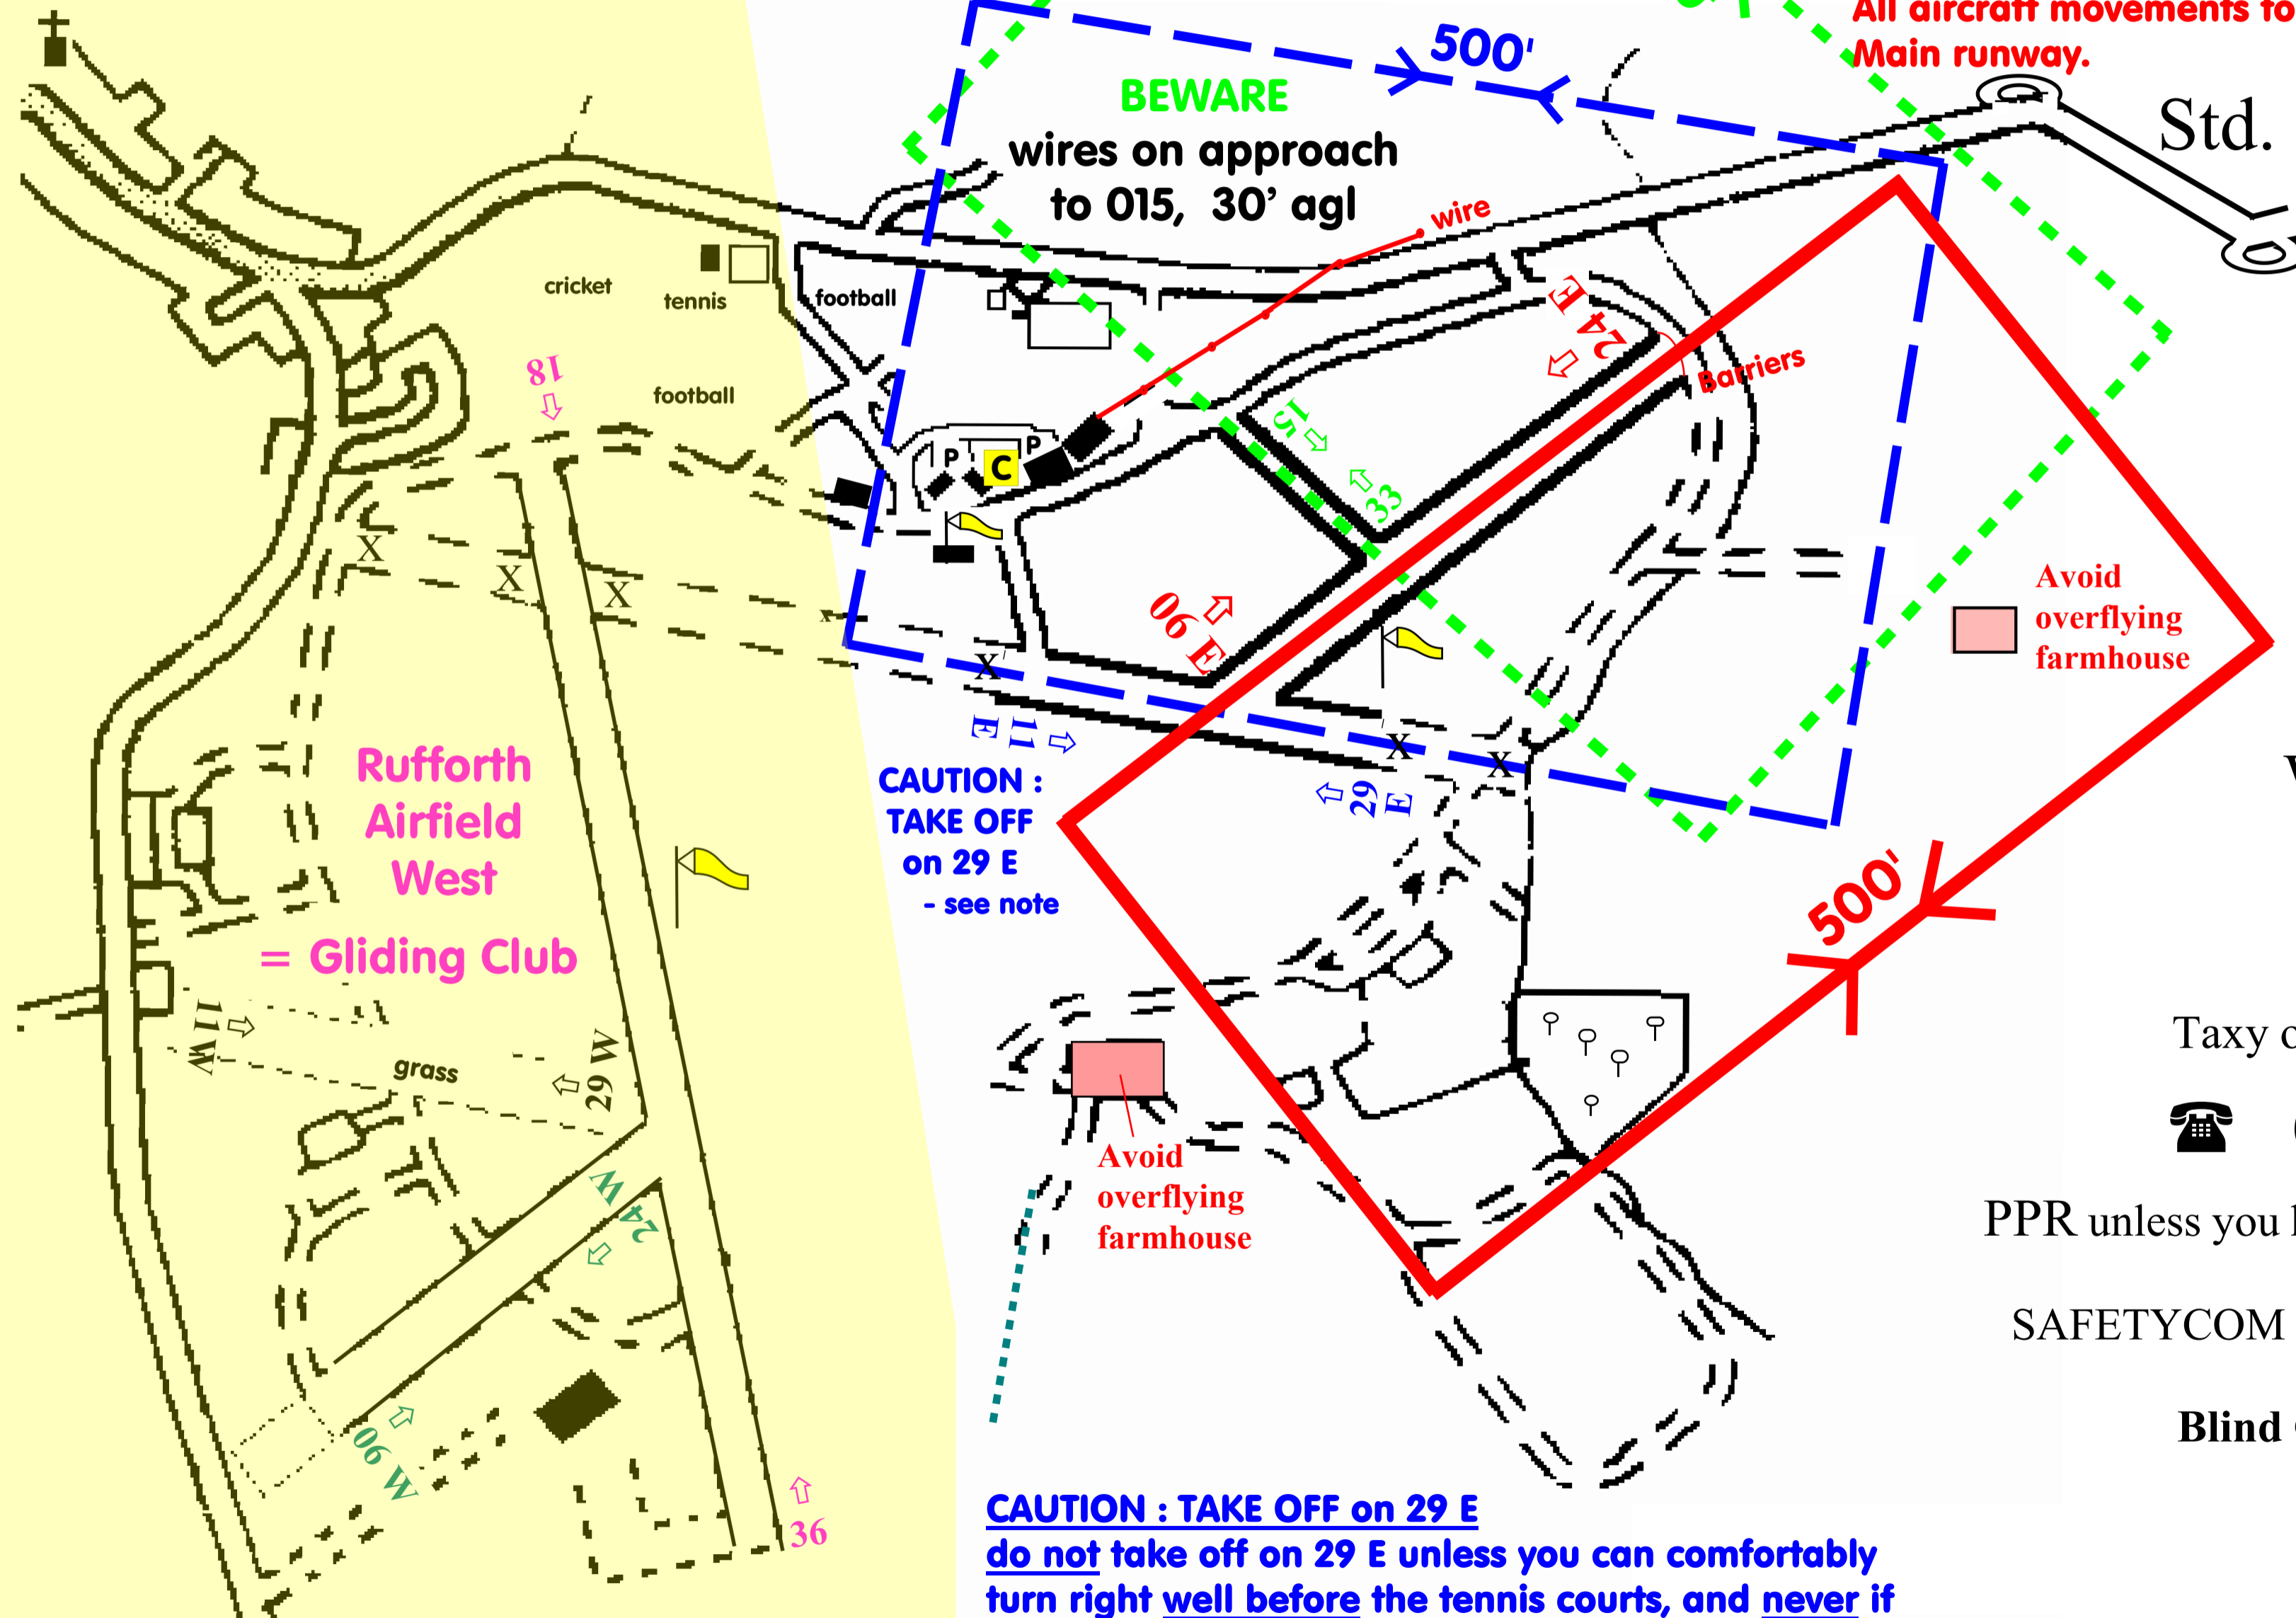 All aircraft movements to
Main runway.
500'
BEWARE
wires on approach
to 015, 30' agl
Std.
wire
cricket
tennis
football
football
18
24 E
Barriers
15
33
P
P
C
X
X
X
x
X
06 E
Avoid
overflying
farmhouse
11
E
X
X
29
E
Rufforth
Airfield
West
= Gliding Club
CAUTION :
TAKE OFF
on 29 E
- see note
500'
11 W
grass
29 W
Taxy
24 W
Avoid
overflying
farmhouse
PPR unless you
SAFETYCOM
Blind
06 W
36
CAUTION : TAKE OFF on 29 E
do not take off on 29 E unless you can comfortably
turn right well before the tennis courts, and never if